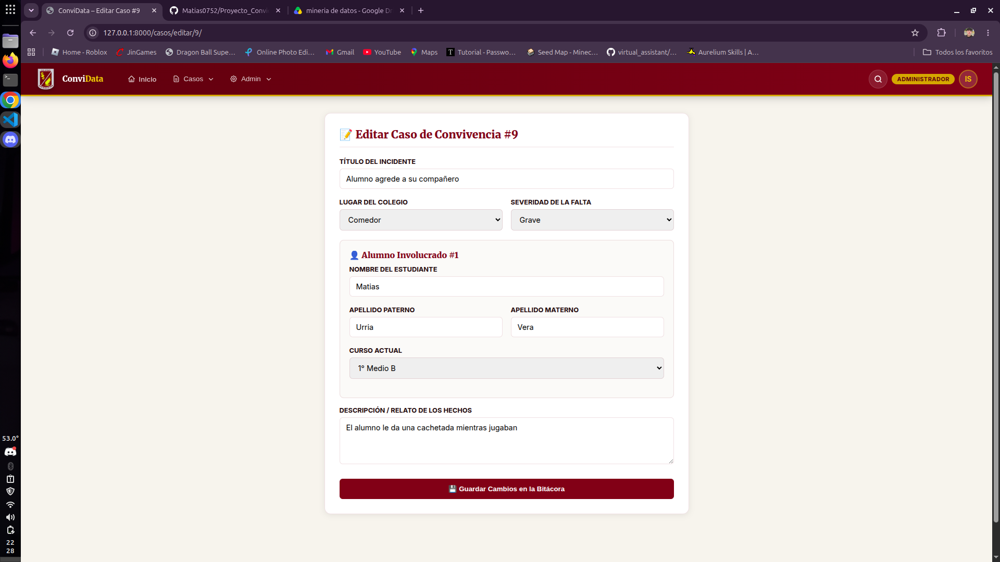 ConviData – Editar Caso #9
Matias0752/Proyecto_Convi
mineria de datos - Google Dr
127.0.0.1:8000/casos/editar/9/
Home - Roblox
JinGames
Dragon Ball Supe…
Online Photo Edi…
Gmail
YouTube
Maps
Tutorial - Passwo…
Seed Map - Minec…
virtual_assistant/…
Aurelium Skills | A…
Todos los favoritos
ConviData
Inicio
Casos
Admin
ADMINISTRADOR
IS
Editar Caso de Convivencia #9
TÍTULO DEL INCIDENTE
Alumno agrede a su compañero
LUGAR DEL COLEGIO
SEVERIDAD DE LA FALTA
Comedor
Grave
Alumno Involucrado #1
NOMBRE DEL ESTUDIANTE
Matias
APELLIDO PATERNO
APELLIDO MATERNO
Urria
Vera
CURSO ACTUAL
1° Medio B
DESCRIPCIÓN / RELATO DE LOS HECHOS
El alumno le da una cachetada mientras jugaban
Guardar Cambios en la Bitácora
53.0°
22
28